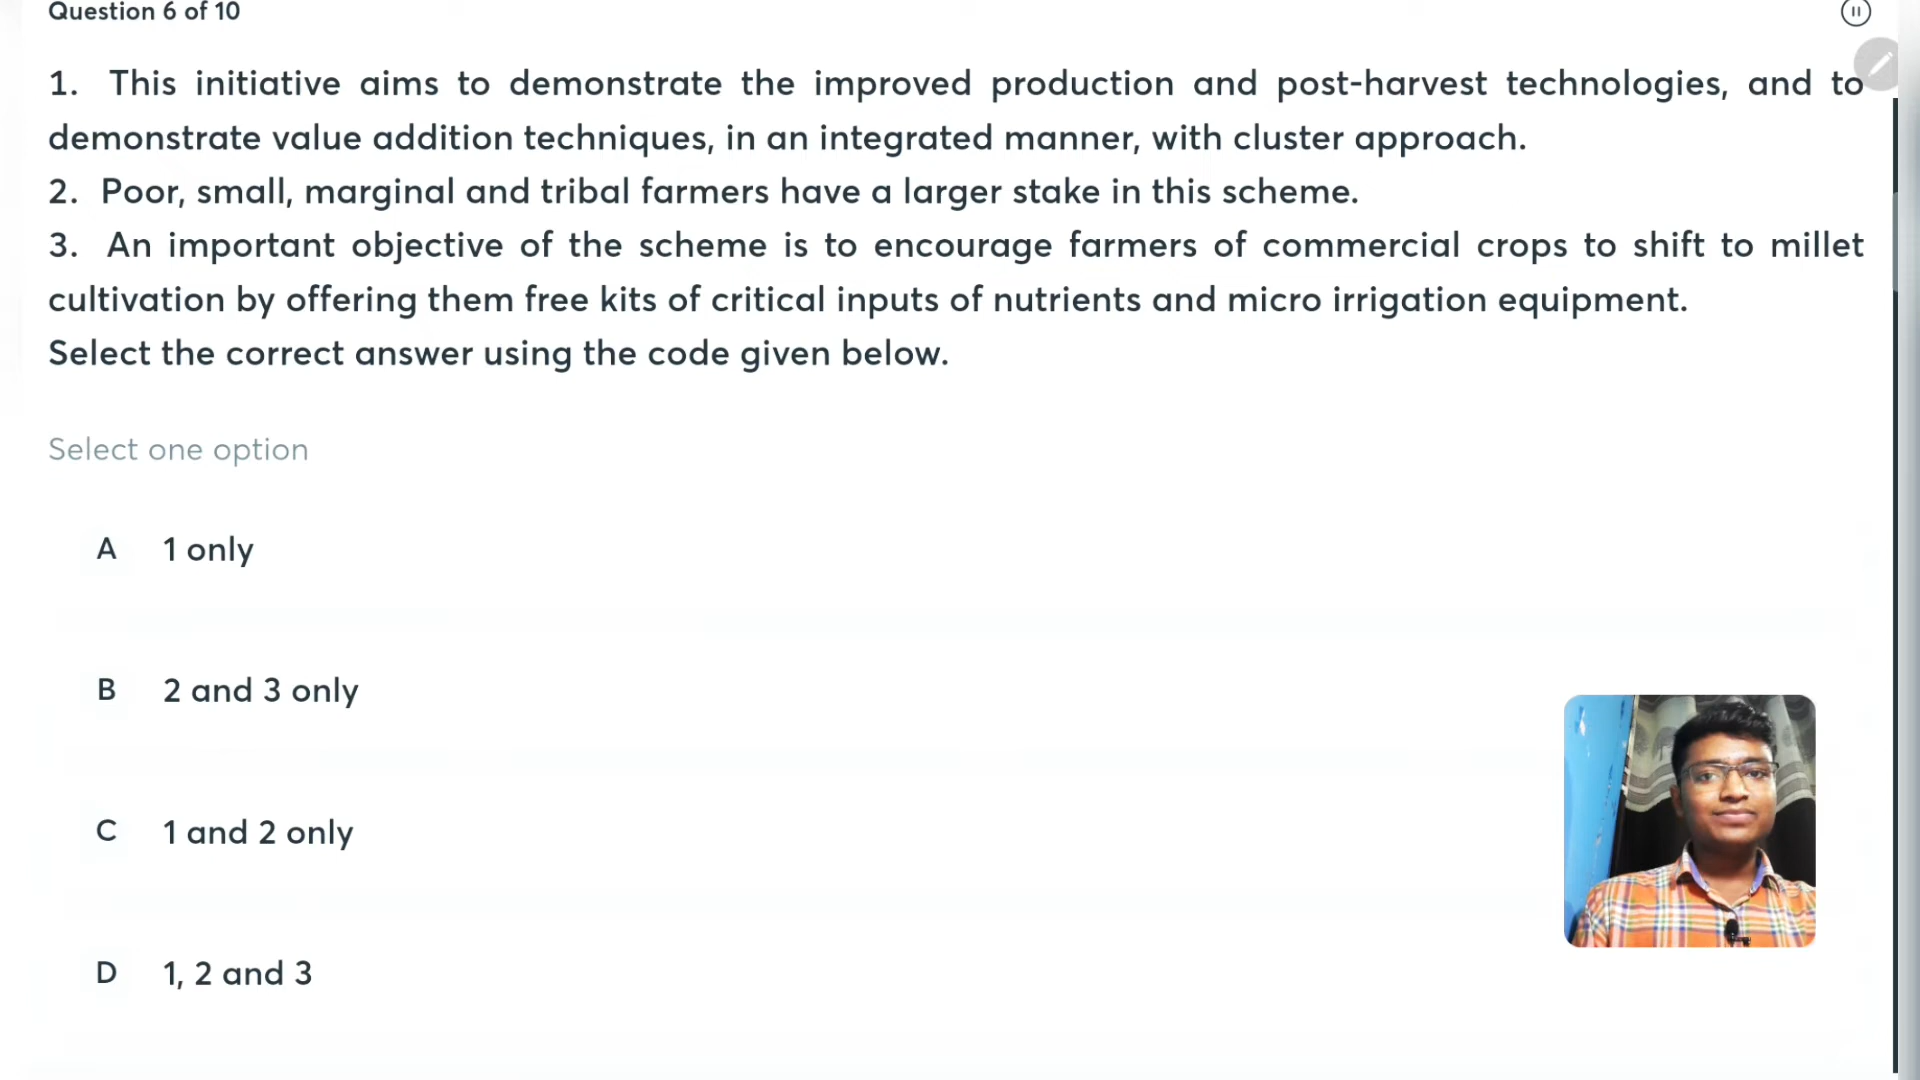 Question 6 of 10
1. This initiative aims to demonstrate the improved production and post-harvest technologies, and to
demonstrate value addition techniques, in an integrated manner, with cluster approach.
2. Poor, small, marginal and tribal farmers have a larger stake in this scheme.
3. An important objective of the scheme is to encourage farmers of commercial crops to shift to millet
cultivation by offering them free kits of critical inputs of nutrients and micro irrigation equipment.
Select the correct answer using the code given below.
Select one option
A 1 only
B 2 and 3 only
C 1 and 2 only
D 1, 2 and 3